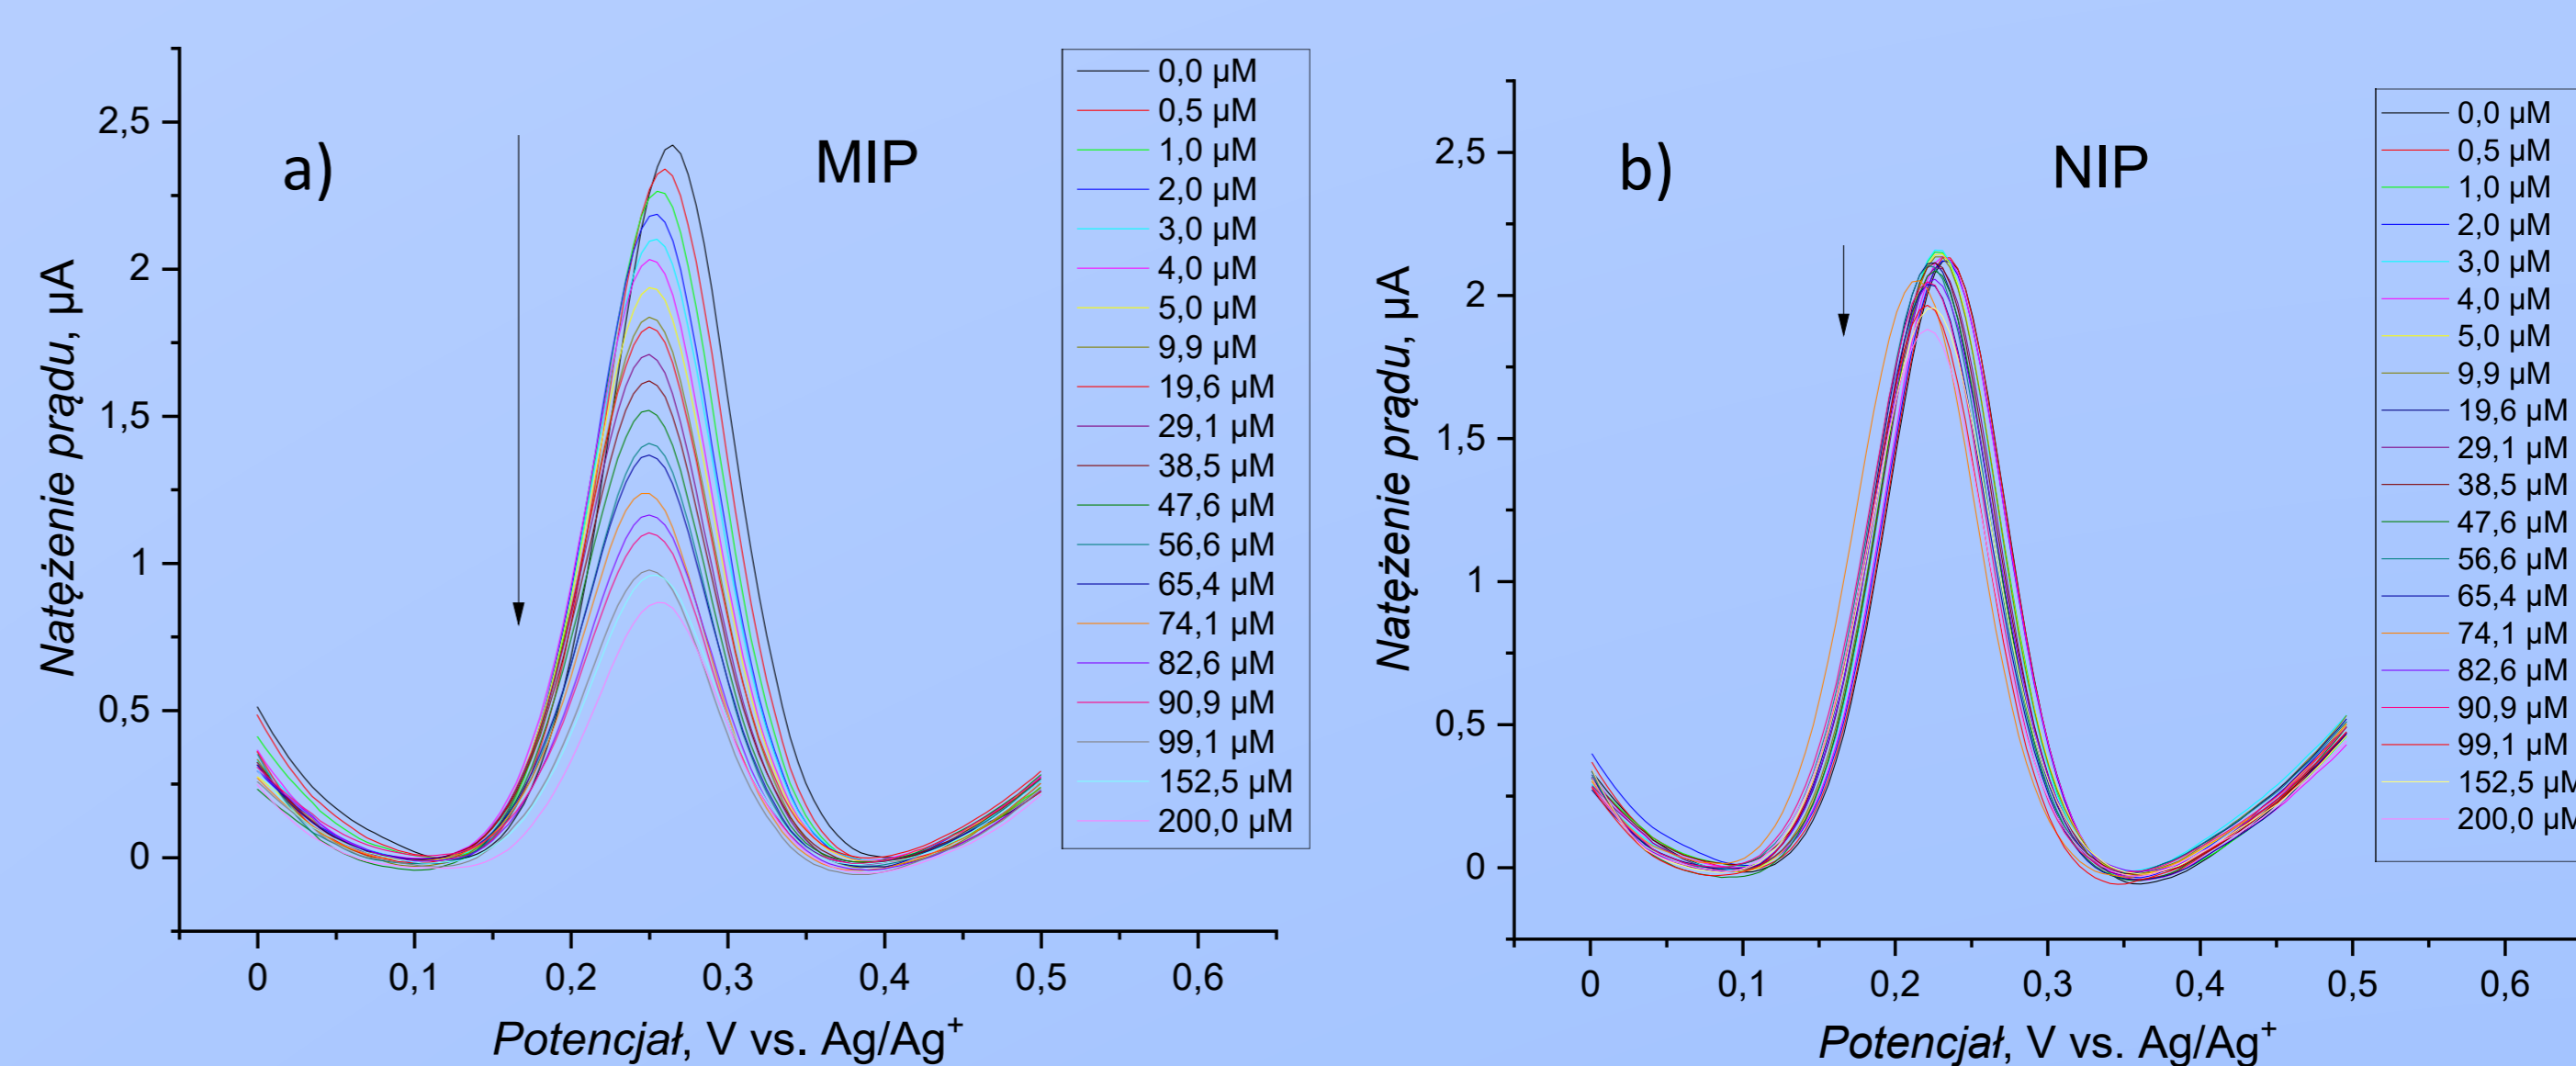 a)
MIP
2,5
2
1,5
1
0,5
0
Natężenie prądu, µA
0
0,1
0,2
0,3
0,4
0,5
0,6
Potencjał, V vs. Ag/Ag⁺
0,0 µM
0,5 µM
1,0 µM
2,0 µM
3,0 µM
4,0 µM
5,0 µM
9,9 µM
19,6 µM
29,1 µM
38,5 µM
47,6 µM
56,6 µM
65,4 µM
74,1 µM
82,6 µM
90,9 µM
99,1 µM
152,5 µM
200,0 µM
b)
NIP
2,5
2
1,5
1
0,5
0
Natężenie prądu, µA
0
0,1
0,2
0,3
0,4
0,5
0,6
Potencjał, V vs. Ag/Ag⁺
0,0 µM
0,5 µM
1,0 µM
2,0 µM
3,0 µM
4,0 µM
5,0 µM
9,9 µM
19,6 µM
29,1 µM
38,5 µM
47,6 µM
56,6 µM
65,4 µM
74,1 µM
82,6 µM
90,9 µM
99,1 µM
152,5 µM
200,0 µM